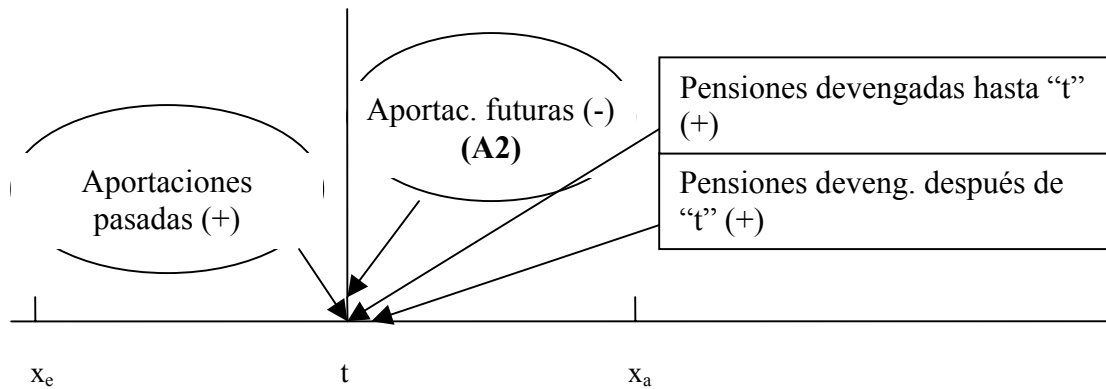 Aportaciones
pasadas (+)
Aportac. futuras (-)
(A2)
Pensiones devengadas hasta “t”
(+)
Pensiones deveng. después de
“t” (+)
xₑ
t
xₐ